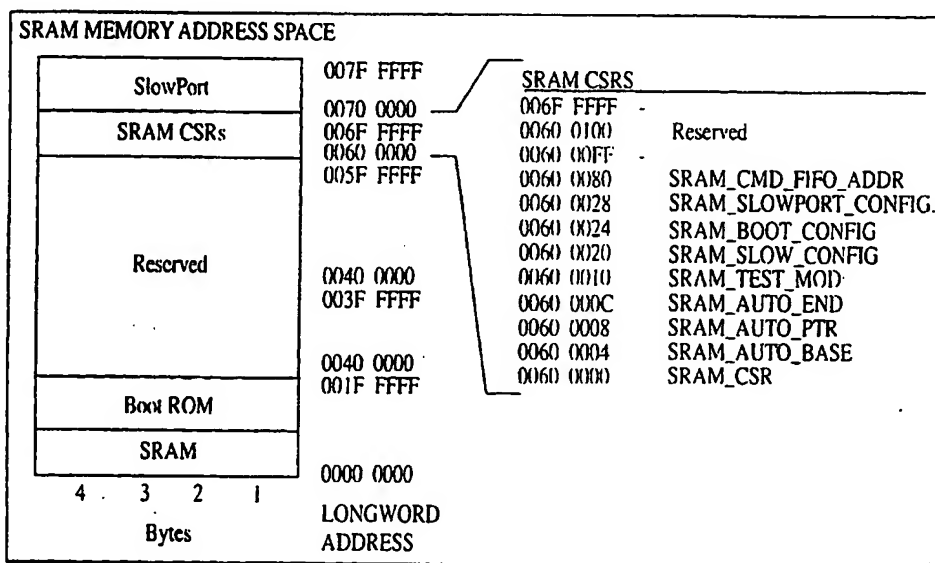 SRAM MEMORY ADDRESS SPACE
SlowPort
SRAM CSRs
Reserved
Boot ROM
SRAM
4 3 2 1
Bytes
007F FFFF
0070 0000
006F FFFF
0060 0000
005F FFFF
0040 0000
003F FFFF
0040 0000
001F FFFF
0000 0000
LONGWORD
ADDRESS
SRAM CSRS
006F FFFF -
0060 0100 Reserved
0060 00FF -
0060 0080 SRAM_CMD_FIFO_ADDR
0060 0028 SRAM_SLOWPORT_CONFIG.
0060 0024 SRAM_BOOT_CONFIG
0060 0020 SRAM_SLOW_CONFIG
0060 0010 SRAM_TEST_MOD
0060 000C SRAM_AUTO_END
0060 0008 SRAM_AUTO_PTR
0060 0004 SRAM_AUTO_BASE
0060 0000 SRAM_CSR